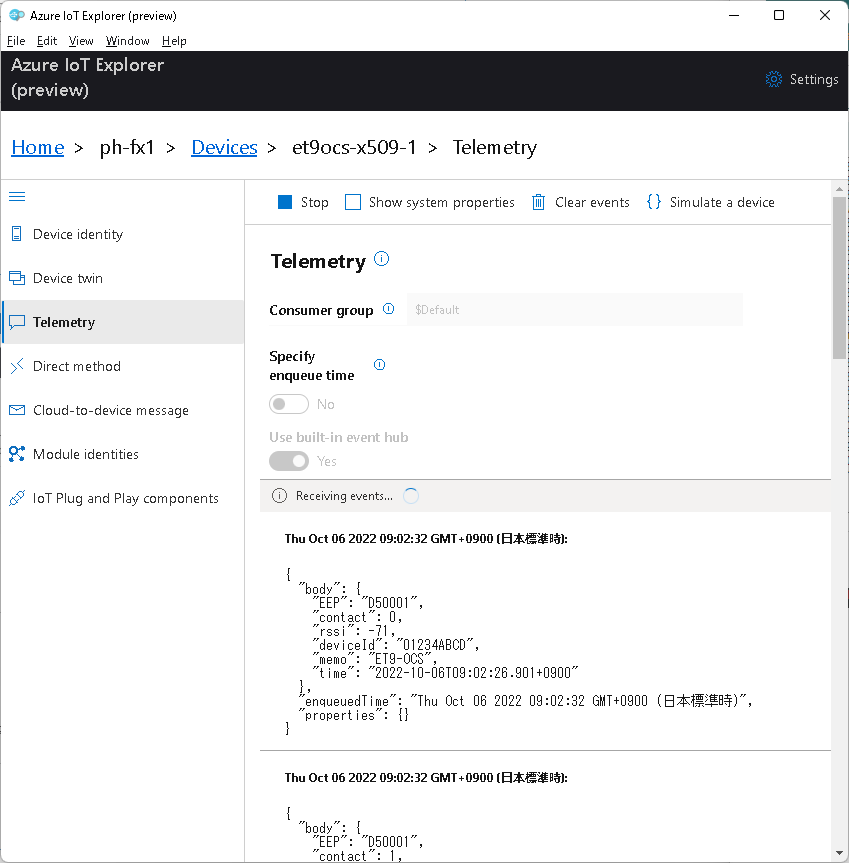 Azure IoT Explorer (preview)
File Edit View Window Help
Azure IoT Explorer
(preview)
Settings
Home > ph-fx1 > Devices > et9ocs-x509-1 > Telemetry
Stop Show system properties Clear events {} Simulate a device
Device identity
Device twin
Telemetry
Direct method
Cloud-to-device message
Module identities
IoT Plug and Play components
Telemetry
Consumer group $Default
Specify
enqueue time
No
Use built-in event hub
Yes
Receiving events...
Thu Oct 06 2022 09:02:32 GMT+0900 (日本標準時):
{
"body": {
"EEP": "D50001",
"contact": 0,
"rssi": -71,
"deviceId": "01234ABCD",
"memo": "ET9-OCS",
"time": "2022-10-06T09:02:26.901+0900"
},
"enqueuedTime": "Thu Oct 06 2022 09:02:32 GMT+0900 (日本標準時)",
"properties": {}
}
Thu Oct 06 2022 09:02:32 GMT+0900 (日本標準時):
{
"body": {
"EEP": "D50001",
"contact": 1,